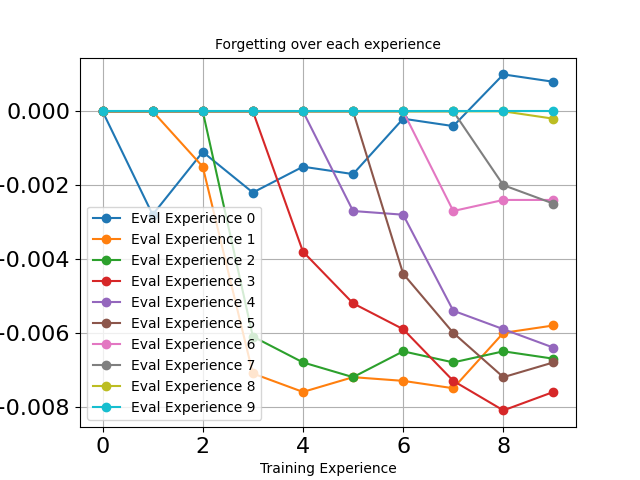 Forgetting over each experience
0.000
-0.002
-0.004
-0.006
-0.008
Eval Experience 0
Eval Experience 1
Eval Experience 2
Eval Experience 3
Eval Experience 4
Eval Experience 5
Eval Experience 6
Eval Experience 7
Eval Experience 8
Eval Experience 9
0 2 4 6 8
Training Experience